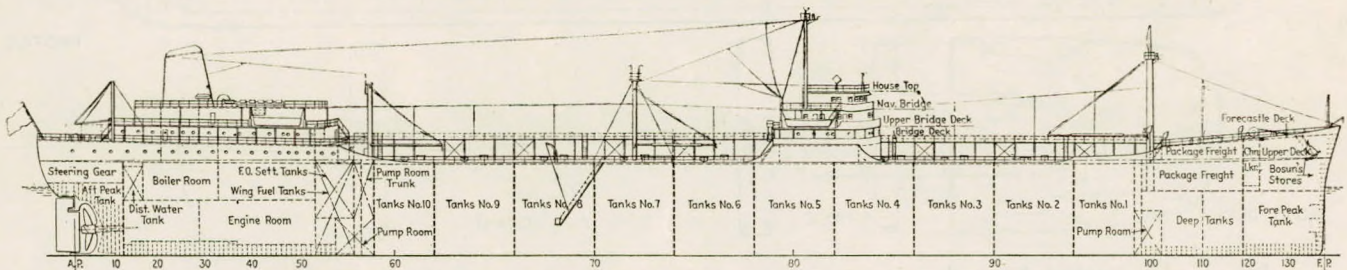 House Top
Nav. Bridge
Upper Bridge Deck
Bridge Deck
Forecastle Deck
Package Freight
Chn.
Upper Deck
Lkr.
Steering Gear
Boiler Room
F.O. Sett. Tanks
Wing Fuel Tanks
Pump Room
Trunk
Package Freight
Bosun's
Stores
Aft Peak
Tank
Dist. Water
Tank
Engine Room
Tanks No.10
Tanks No.9
Tanks No. 8
Tanks No.7
Tanks No.6
Tanks No.5
Tanks No.4
Tanks No.3
Tanks No.2
Tanks No.1
Deep Tanks
Fore Peak
Tank
Pump Room
Pump Room
A.P. 10 20 30 40 50 60 70 80 90 100 110 120 130 F.P.